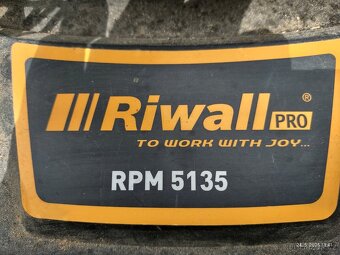 Riwall PRO ®
TO WORK WITH JOY...
RPM 5135